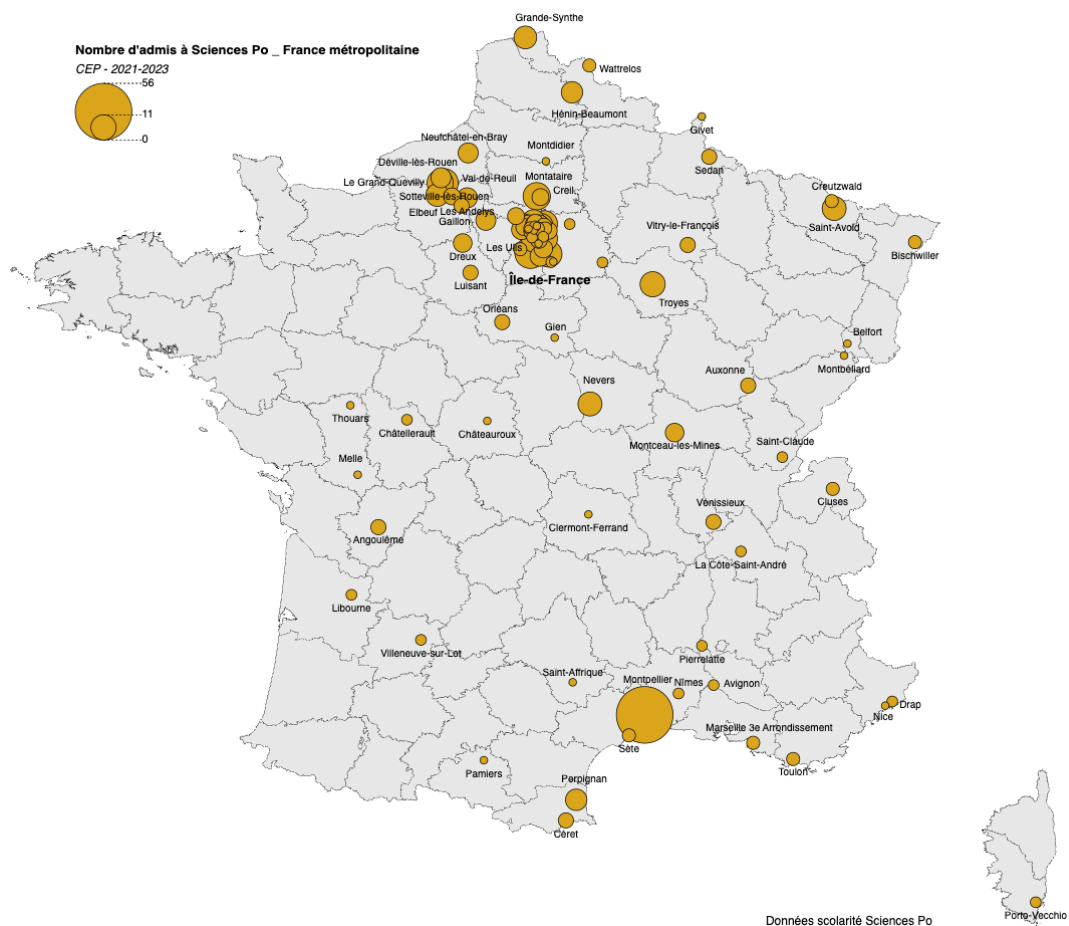 Grande-Synthe
Nombre d'admis à Sciences Po _ France métropolitaine
CEP - 2021-2023
56
11
0
Wattrelos
Hénin-Beaumont
Givet
Neufchâtel-en-Bray
Montdidier
Sedan
Déville-lès-Rouen
Le Grand-Quevilly
Val-de-Reuil
Montataire
Creil
Creutzwald
Sotteville-lès-Rouen
Elbeuf
Les Andelys
Gaillon
Vitry-le-François
Saint-Avold
Les Ulis
Dreux
Bischwiller
Île-de-France
Luisant
Troyes
Orléans
Gien
Belfort
Montbéliard
Auxonne
Nevers
Thouars
Châtellerault
Châteauroux
Montceau-les-Mines
Saint-Claude
Melle
Cluses
Vénissieux
Clermont-Ferrand
Angoulême
La Côte-Saint-André
Libourne
Villeneuve-sur-Lot
Pierrelatte
Saint-Affrique
Montpellier
Nîmes
Avignon
Drap
Nice
Marseille 3e Arrondissement
Sète
Toulon
Pamiers
Perpignan
Céret
Porto-Vecchio
Données scolarité Sciences Po